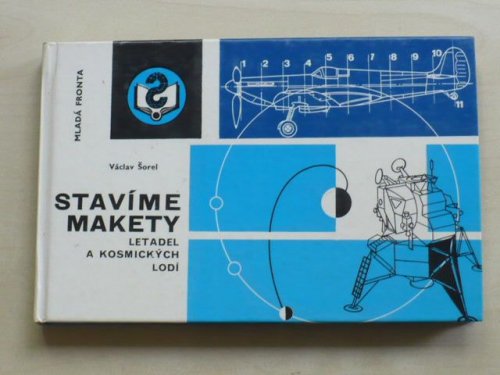 MLADÁ FRONTA
1 2 3 4 5 6 7 8 9 10
11
Václav Šorel
STAVÍME
MAKETY
LETADEL
A KOSMICKÝCH
LODÍ